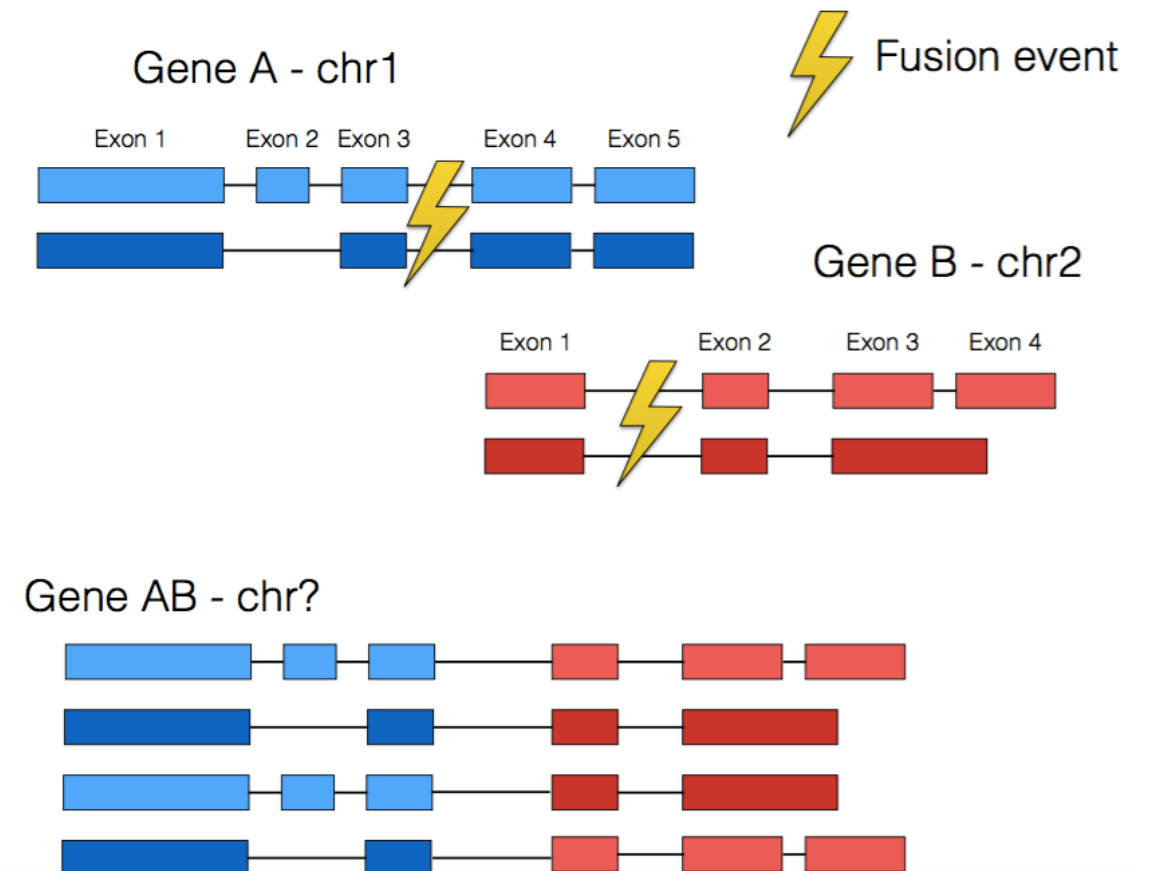 Gene A - chr1
Fusion event
Exon 1 Exon 2 Exon 3 Exon 4 Exon 5
Gene B - chr2
Exon 1 Exon 2 Exon 3 Exon 4
Gene AB - chr?